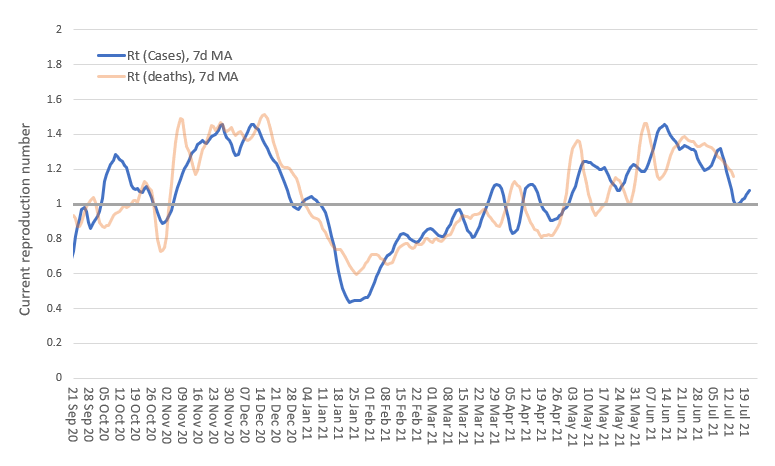 2
1.8
1.6
1.4
1.2
1
0.8
0.6
0.4
0.2
0
Current reproduction number
Rt (Cases), 7d MA
Rt (deaths), 7d MA
21 Sep 20
28 Sep 20
05 Oct 20
12 Oct 20
19 Oct 20
26 Oct 20
02 Nov 20
09 Nov 20
16 Nov 20
23 Nov 20
30 Nov 20
07 Dec 20
14 Dec 20
21 Dec 20
28 Dec 20
04 Jan 21
11 Jan 21
18 Jan 21
25 Jan 21
01 Feb 21
08 Feb 21
15 Feb 21
22 Feb 21
01 Mar 21
08 Mar 21
15 Mar 21
22 Mar 21
29 Mar 21
05 Apr 21
12 Apr 21
19 Apr 21
26 Apr 21
03 May 21
10 May 21
17 May 21
24 May 21
31 May 21
07 Jun 21
14 Jun 21
21 Jun 21
28 Jun 21
05 Jul 21
12 Jul 21
19 Jul 21